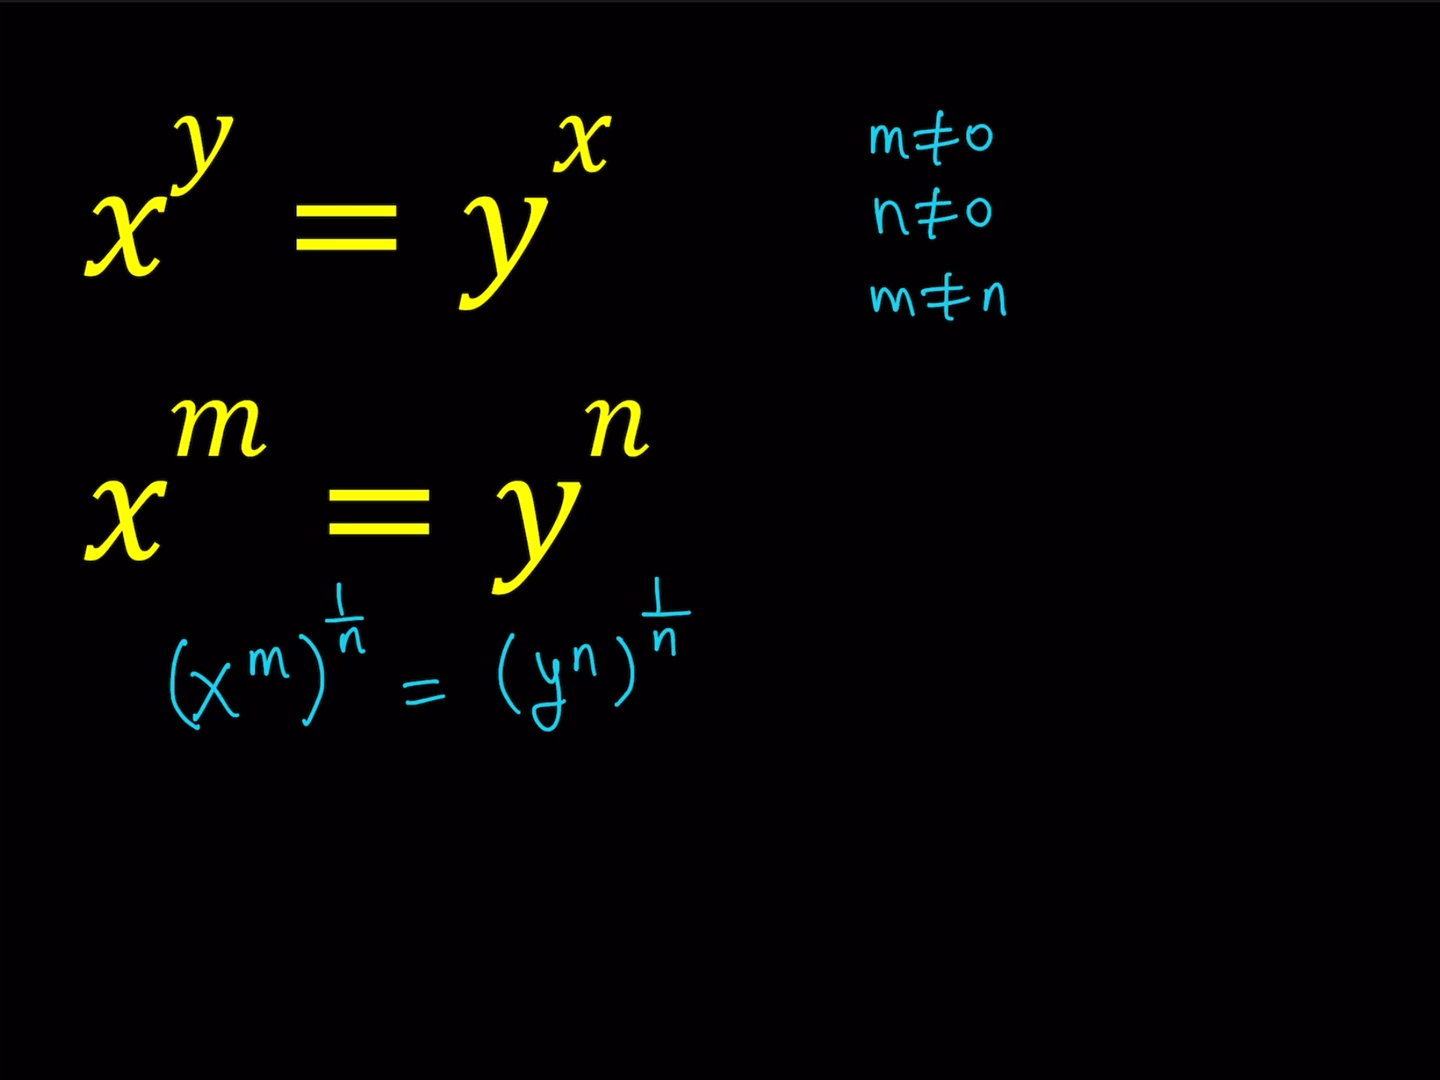 x^y = y^x
m≠0
n≠0
m≠n
x^m = y^n
(x^m)^{1/n} = (y^n)^{1/n}